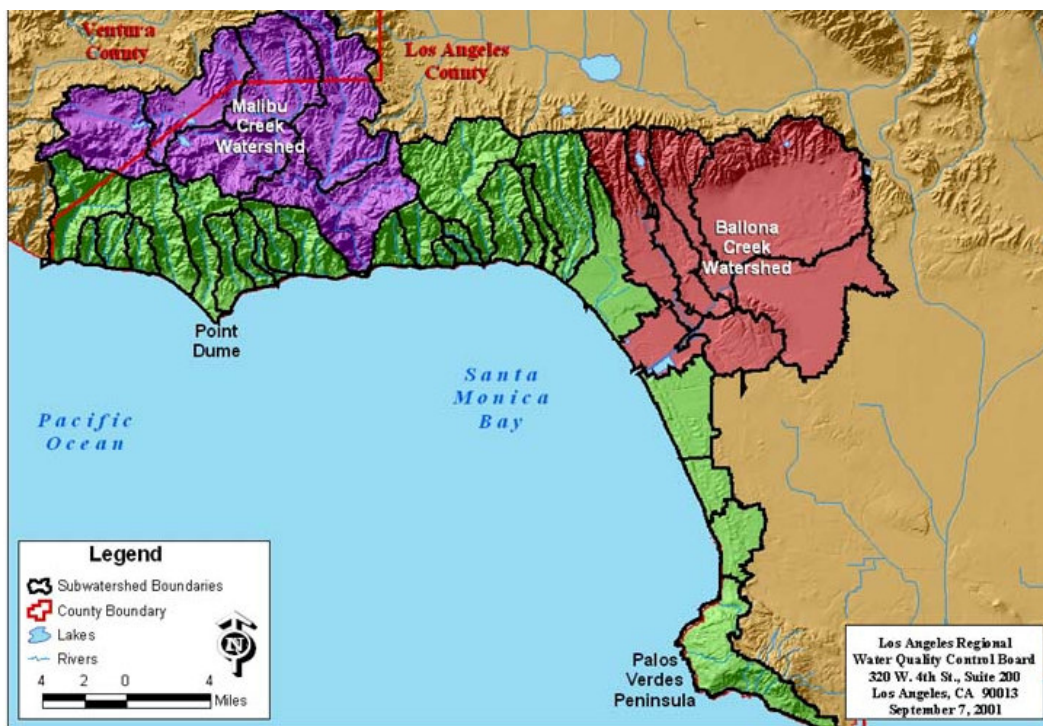 Ventura
County
Los Angeles
County
Malibu
Creek
Watershed
Ballona
Creek
Watershed
Point
Dume
Santa
Monica
Bay
Pacific
Ocean
Palos
Verdes
Peninsula
Legend
Subwatershed Boundaries
County Boundary
Lakes
Rivers
N
4 2 0 4
Miles
Los Angeles Regional
Water Quality Control Board
320 W. 4th St., Suite 200
Los Angeles, CA 90013
September 7, 2001